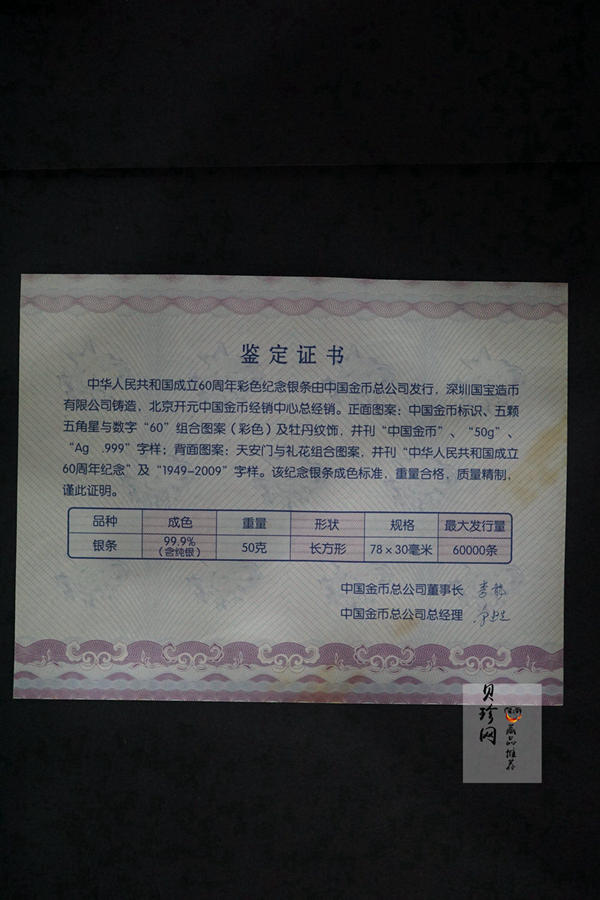 鉴定证书
中华人民共和国成立60周年彩色纪念银条由中国金币总公司发行，深圳国宝造币
有限公司铸造，北京开元中国金币经销中心总经销。正面图案：中国金币标识、五颗
五角星与数字“60”组合图案（彩色）及牡丹纹饰，井刊“中国金币”、“50g”、
“Ag .999”字样；背面图案：天安门与礼花组合图案，井刊“中华人民共和国成立
60周年纪念”及“1949-2009”字样。该纪念银条成色标准，重量合格，质量精制，
谨此证明。
品种 成色 重量 形状 规格 最大发行量
银条 99.9%（含纯银） 50克 长方形 78×30毫米 60000条
中国金币总公司董事长
中国金币总公司总经理
贝珍网
藏品推荐